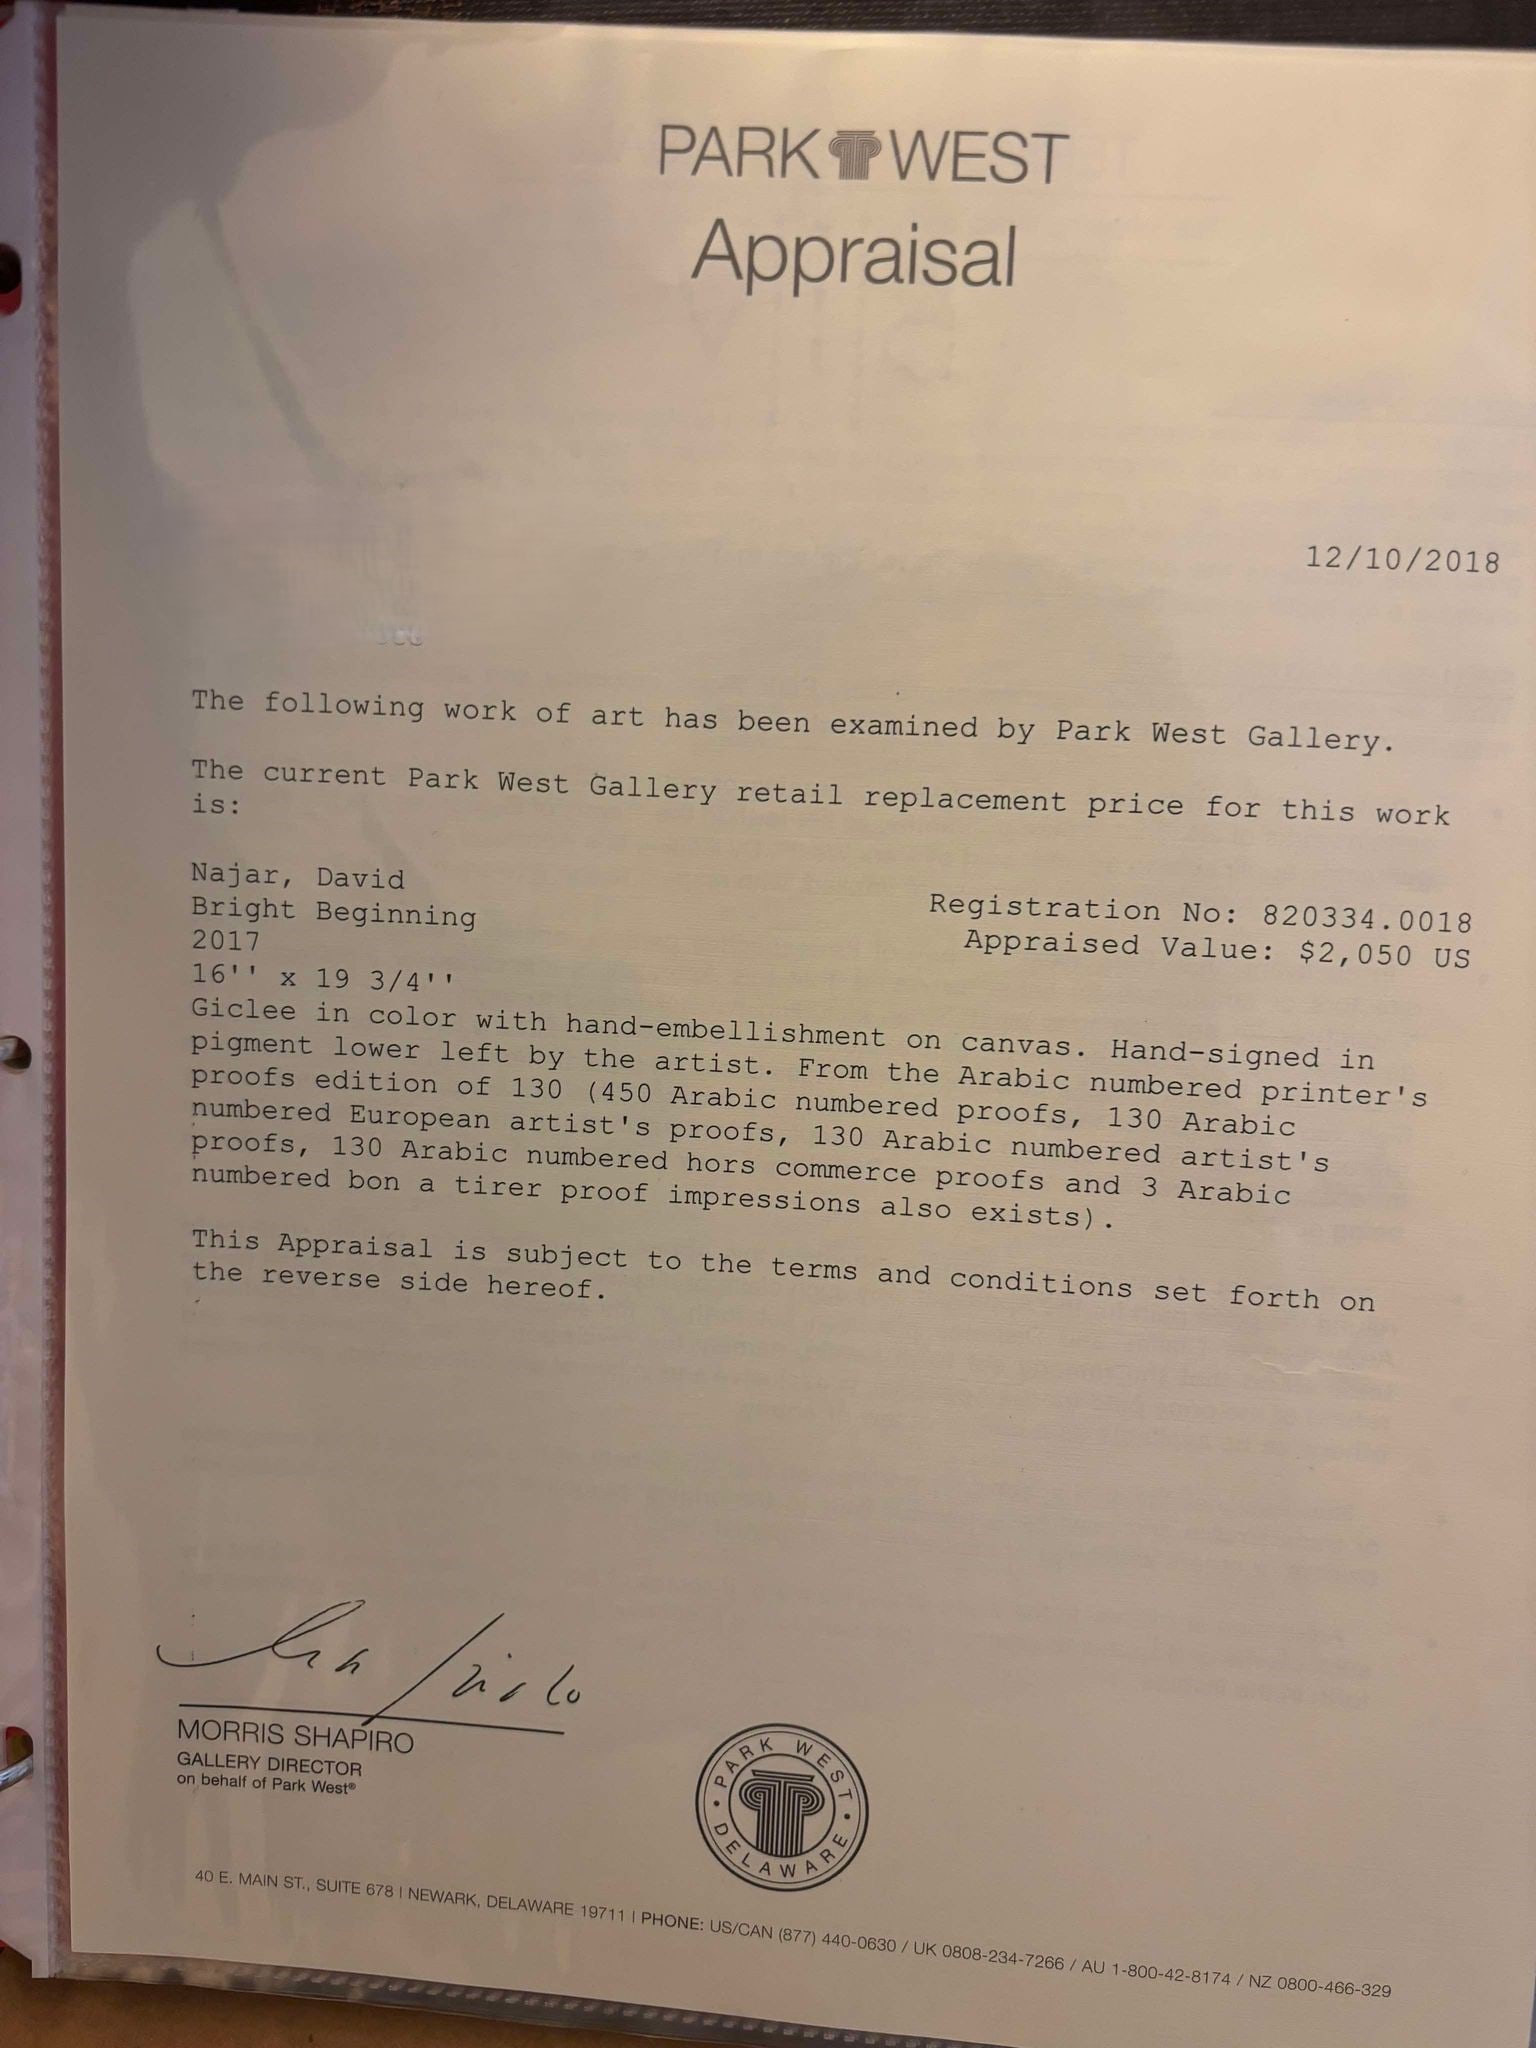 PARK WEST
Appraisal
12/10/2018
The following work of art has been examined by Park West Gallery.
The current Park West Gallery retail replacement price for this work
is:
Najar, David
Bright Beginning
2017
16'' x 19 3/4''
Registration No: 820334.0018
Appraised Value: $2,050 US
Giclee in color with hand-embellishment on canvas. Hand-signed in
pigment lower left by the artist. From the Arabic numbered printer's
proofs edition of 130 (450 Arabic numbered proofs, 130 Arabic
numbered European artist's proofs, 130 Arabic numbered artist's
proofs, 130 Arabic numbered hors commerce proofs and 3 Arabic
numbered bon a tirer proof impressions also exists).
This Appraisal is subject to the terms and conditions set forth on
the reverse side hereof.
MORRIS SHAPIRO
GALLERY DIRECTOR
on behalf of Park West®
PARK WEST
DELAWARE
40 E. MAIN ST., SUITE 678 | NEWARK, DELAWARE 19711 | PHONE: US/CAN (877) 440-0630 / UK 0808-234-7266 / AU 1-800-42-8174 / NZ 0800-466-329